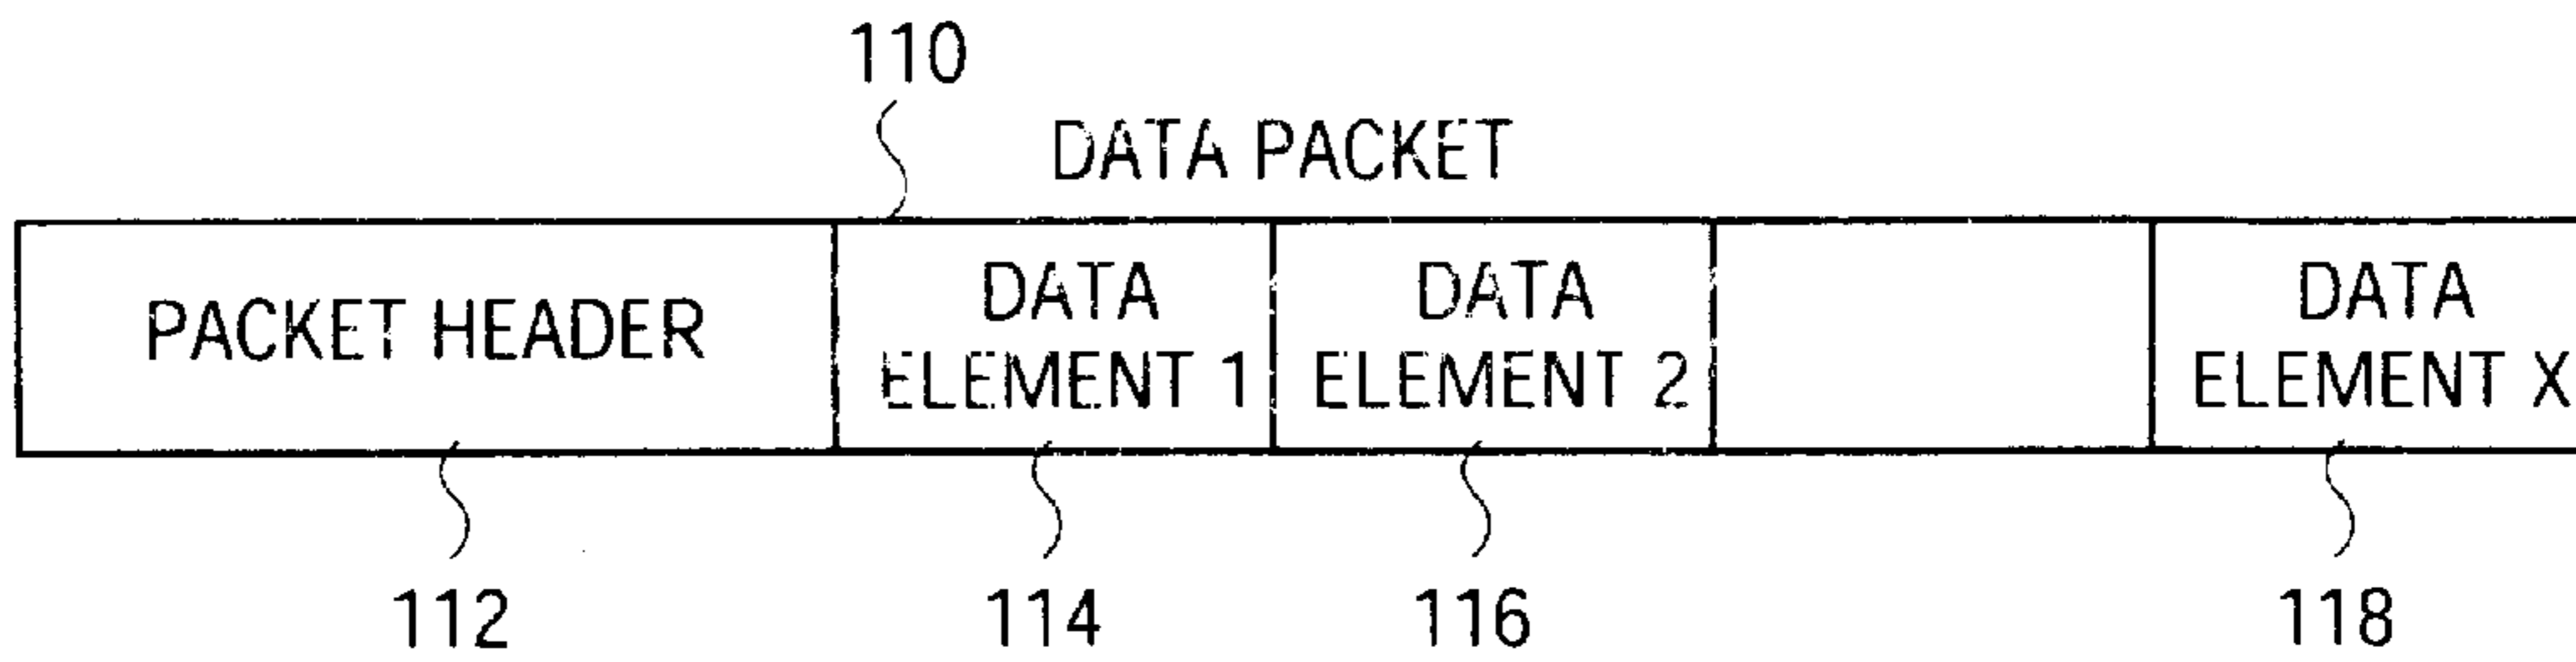 110
DATA PACKET
PACKET HEADER
DATA
ELEMENT 1
DATA
ELEMENT 2
DATA
ELEMENT X
112
114
116
118